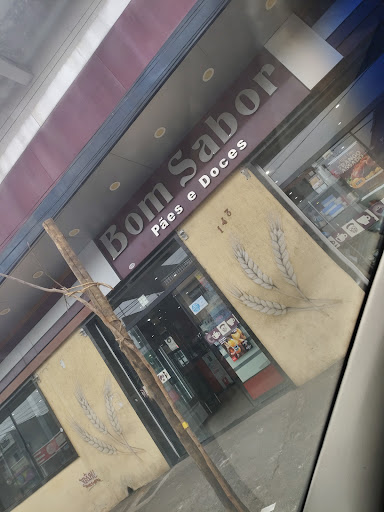 Bom Sabor
Pães e Doces
143